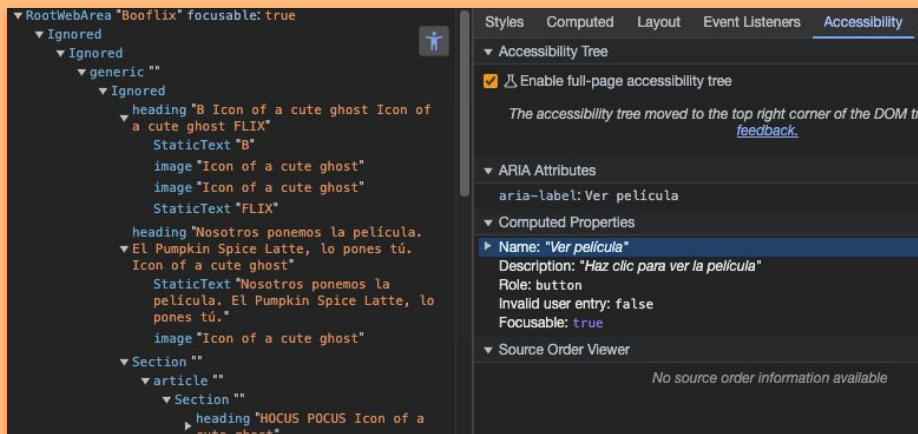 RootWebArea "Booflix" focusable: true
Ignored
Ignored
generic ""
Ignored
heading "B Icon of a cute ghost Icon of
a cute ghost FLIX"
StaticText "B"
image "Icon of a cute ghost"
image "Icon of a cute ghost"
StaticText "FLIX"
heading "Nosotros ponemos la película.
El Pumpkin Spice Latte, lo pones tú.
Icon of a cute ghost"
StaticText "Nosotros ponemos la
película. El Pumpkin Spice Latte, lo
pones tú."
image "Icon of a cute ghost"
Section ""
article ""
Section ""
heading "HOCUS POCUS Icon of a
cute ghost"
Styles Computed Layout Event Listeners Accessibility
Accessibility Tree
Enable full-page accessibility tree
The accessibility tree moved to the top right corner of the DOM
feedback.
ARIA Attributes
aria-label: Ver película
Computed Properties
Name: "Ver película"
Description: "Haz clic para ver la película"
Role: button
Invalid user entry: false
Focusable: true
Source Order Viewer
No source order information available